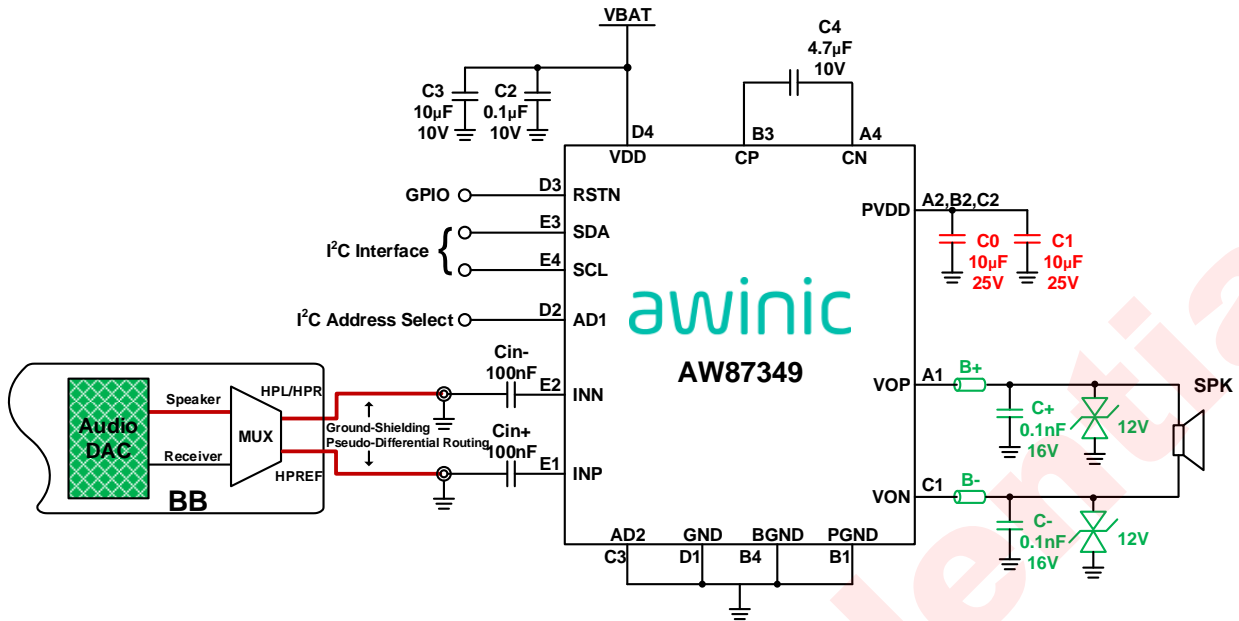 VBAT
C4
4.7µF
10V
C3
10µF
10V
C2
0.1µF
10V
D4
B3
A4
VDD
CP
CN
GPIO
D3
RSTN
PVDD
A2,B2,C2
I²C Interface
E3
SDA
E4
SCL
C0
10µF
25V
C1
10µF
25V
I²C Address Select
D2
AD1
awinic
AW87349
Cin-
100nF
E2
INN
VOP
A1
B+
SPK
C+
0.1nF
16V
12V
Audio
DAC
Speaker
Receiver
MUX
HPL/HPR
HPREF
BB
Ground-Shielding
Pseudo-Differential Routing
Cin+
100nF
E1
INP
VON
C1
B-
C-
0.1nF
16V
12V
AD2
GND
BGND
PGND
C3
D1
B4
B1